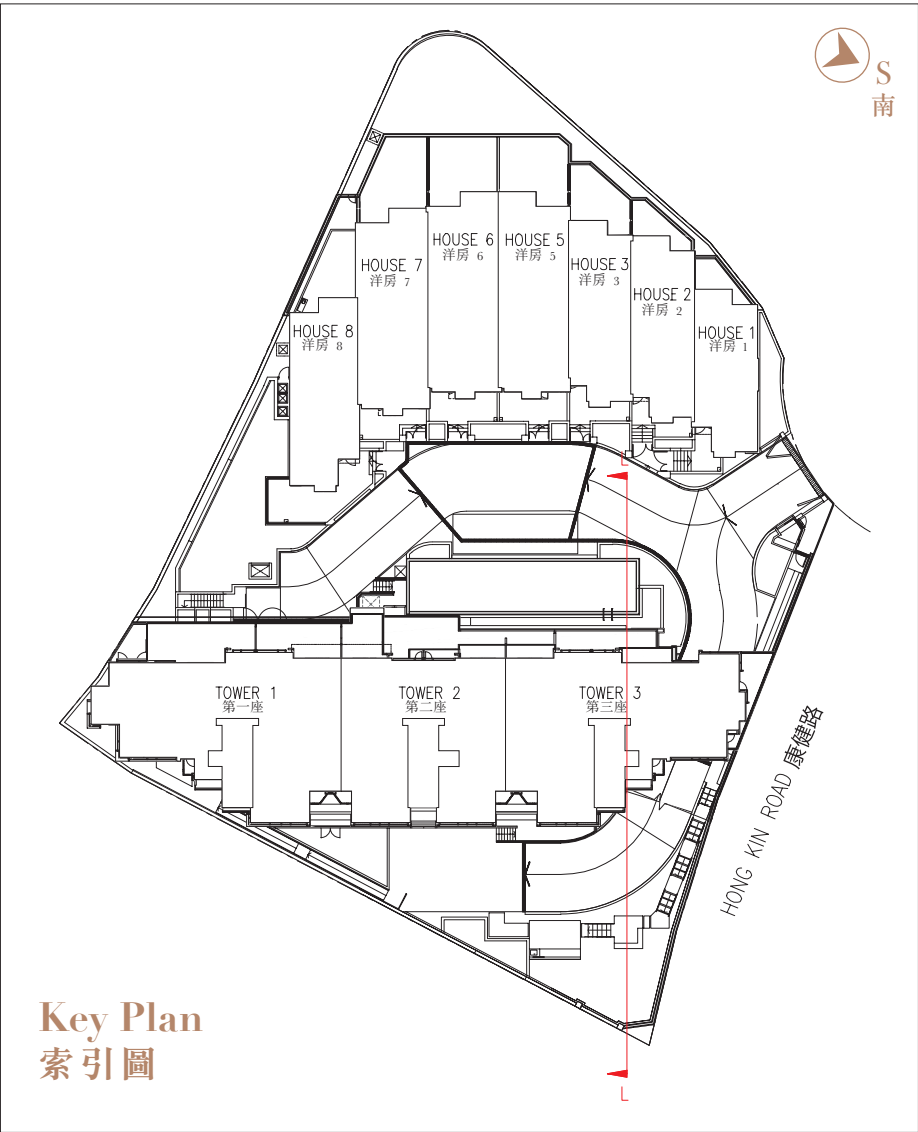 S
南
HOUSE 6
洋房 6
HOUSE 5
洋房 5
HOUSE 7
洋房 7
HOUSE 3
洋房 3
HOUSE 2
洋房 2
HOUSE 8
洋房 8
HOUSE 1
洋房 1
L
TOWER 1
第一座
TOWER 2
第二座
TOWER 3
第三座
HONG KIN ROAD 康健路
Key Plan
索引圖
L